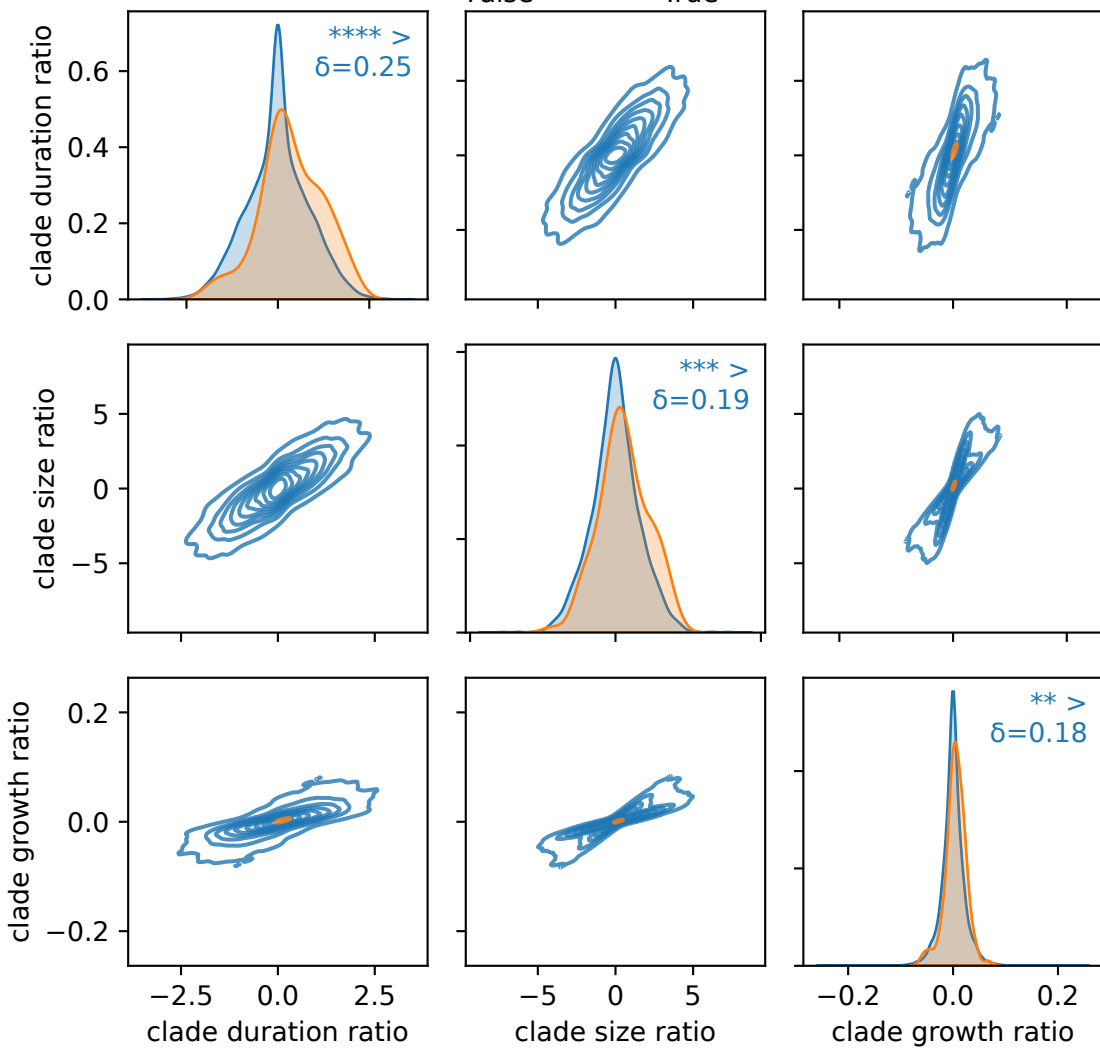 clade duration ratio
0.6
0.4
0.2
0.0
**** >
δ=0.25
clade size ratio
5
0
−5
*** >
δ=0.19
clade growth ratio
0.2
0.0
−0.2
** >
δ=0.18
−2.5 0.0 2.5
clade duration ratio
−5 0 5
clade size ratio
−0.2 0.0 0.2
clade growth ratio